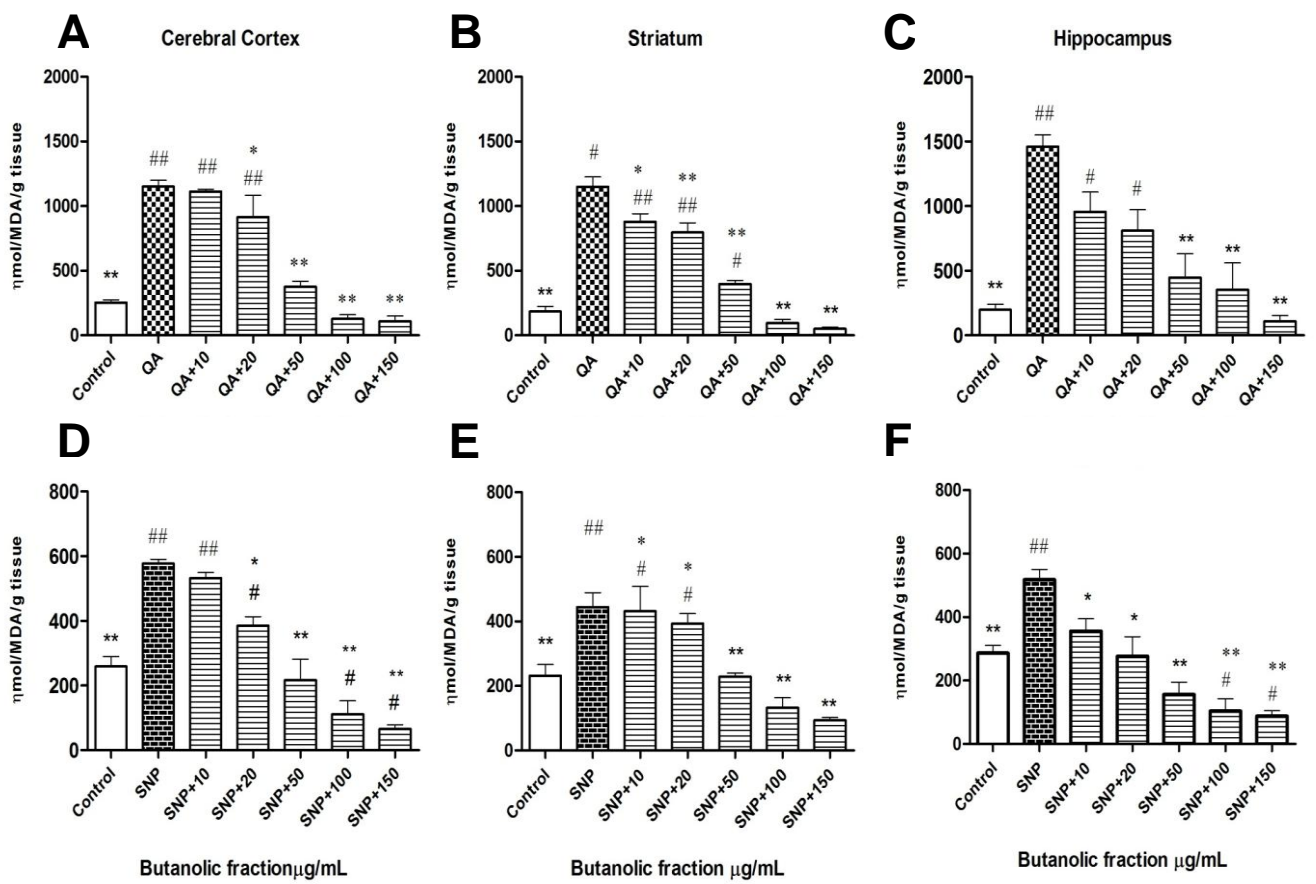 A
Cerebral Cortex
ηmol/MDA/g tissue
2000
1500
1000
500
0
**
##
##
*
##
**
**
**
Control
QA
QA+10
QA+20
QA+50
QA+100
QA+150
B
Striatum
ηmol/MDA/g tissue
2000
1500
1000
500
0
**
#
*
##
**
##
**
#
**
**
Control
QA
QA+10
QA+20
QA+50
QA+100
QA+150
C
Hippocampus
ηmol/MDA/g tissue
2000
1500
1000
500
0
**
##
#
#
**
**
**
Control
QA
QA+10
QA+20
QA+50
QA+100
QA+150
D
ηmol/MDA/g tissue
800
600
400
200
0
**
##
##
*
#
**
**
#
**
#
Control
SNP
SNP+10
SNP+20
SNP+50
SNP+100
SNP+150
Butanolic fractionμg/mL
E
ηmol/MDA/g tissue
800
600
400
200
0
**
##
*
#
*
#
**
**
**
Control
SNP
SNP+10
SNP+20
SNP+50
SNP+100
SNP+150
Butanolic fraction μg/mL
F
ηmol/MDA/g tissue
800
600
400
200
0
**
##
*
*
**
**
#
**
#
Control
SNP
SNP+10
SNP+20
SNP+50
SNP+100
SNP+150
Butanolic fraction μg/mL